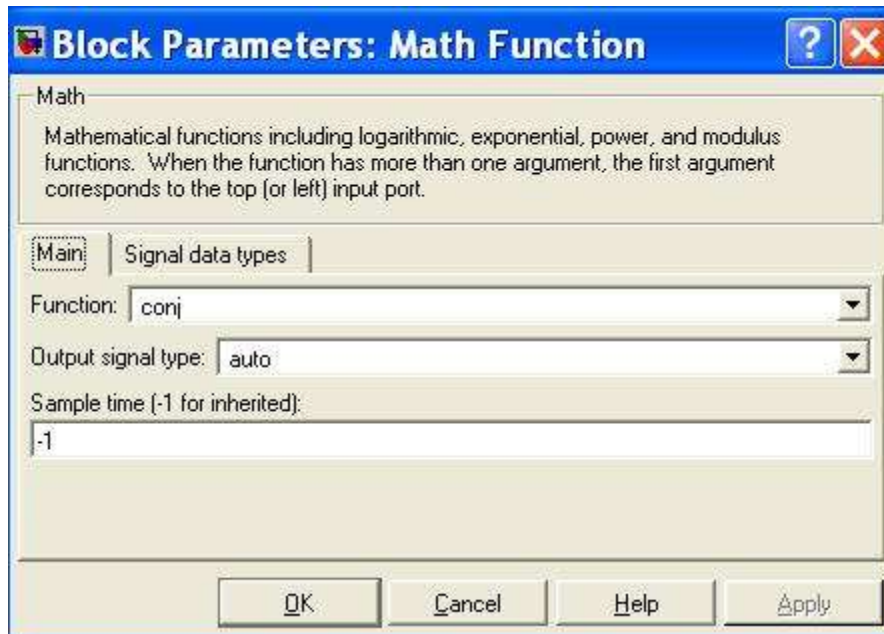 Block Parameters: Math Function
?
Math
Mathematical functions including logarithmic, exponential, power, and modulus
functions. When the function has more than one argument, the first argument
corresponds to the top (or left) input port.
Main Signal data types
Function: conj
Output signal type: auto
Sample time (-1 for inherited):
-1
OK Cancel Help Apply